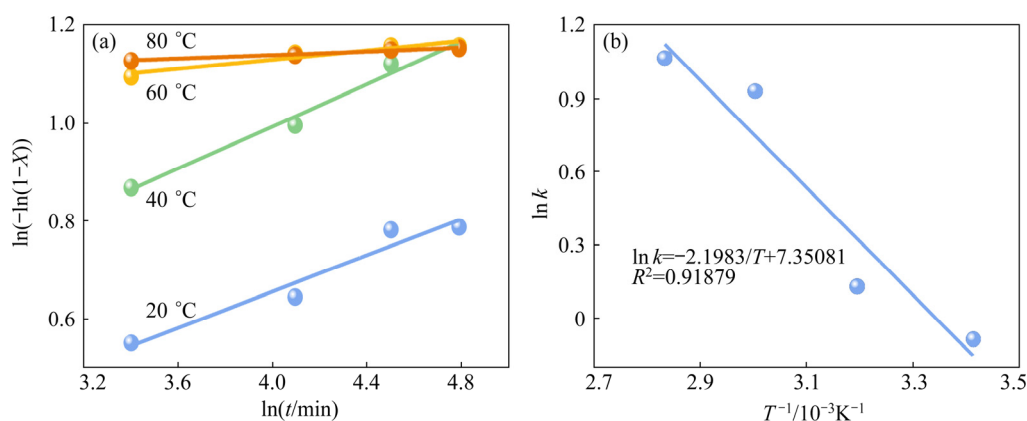 (a)
80 °C
60 °C
40 °C
20 °C
1.2
1.0
0.8
0.6
3.2
3.6
4.0
4.4
4.8
ln(−ln(1−X))
ln(t/min)
(b)
1.2
0.9
0.6
0.3
0
2.7
2.9
3.1
3.3
3.5
ln k
ln k=−2.1983/T+7.35081
R²=0.91879
T⁻¹/10⁻³K⁻¹